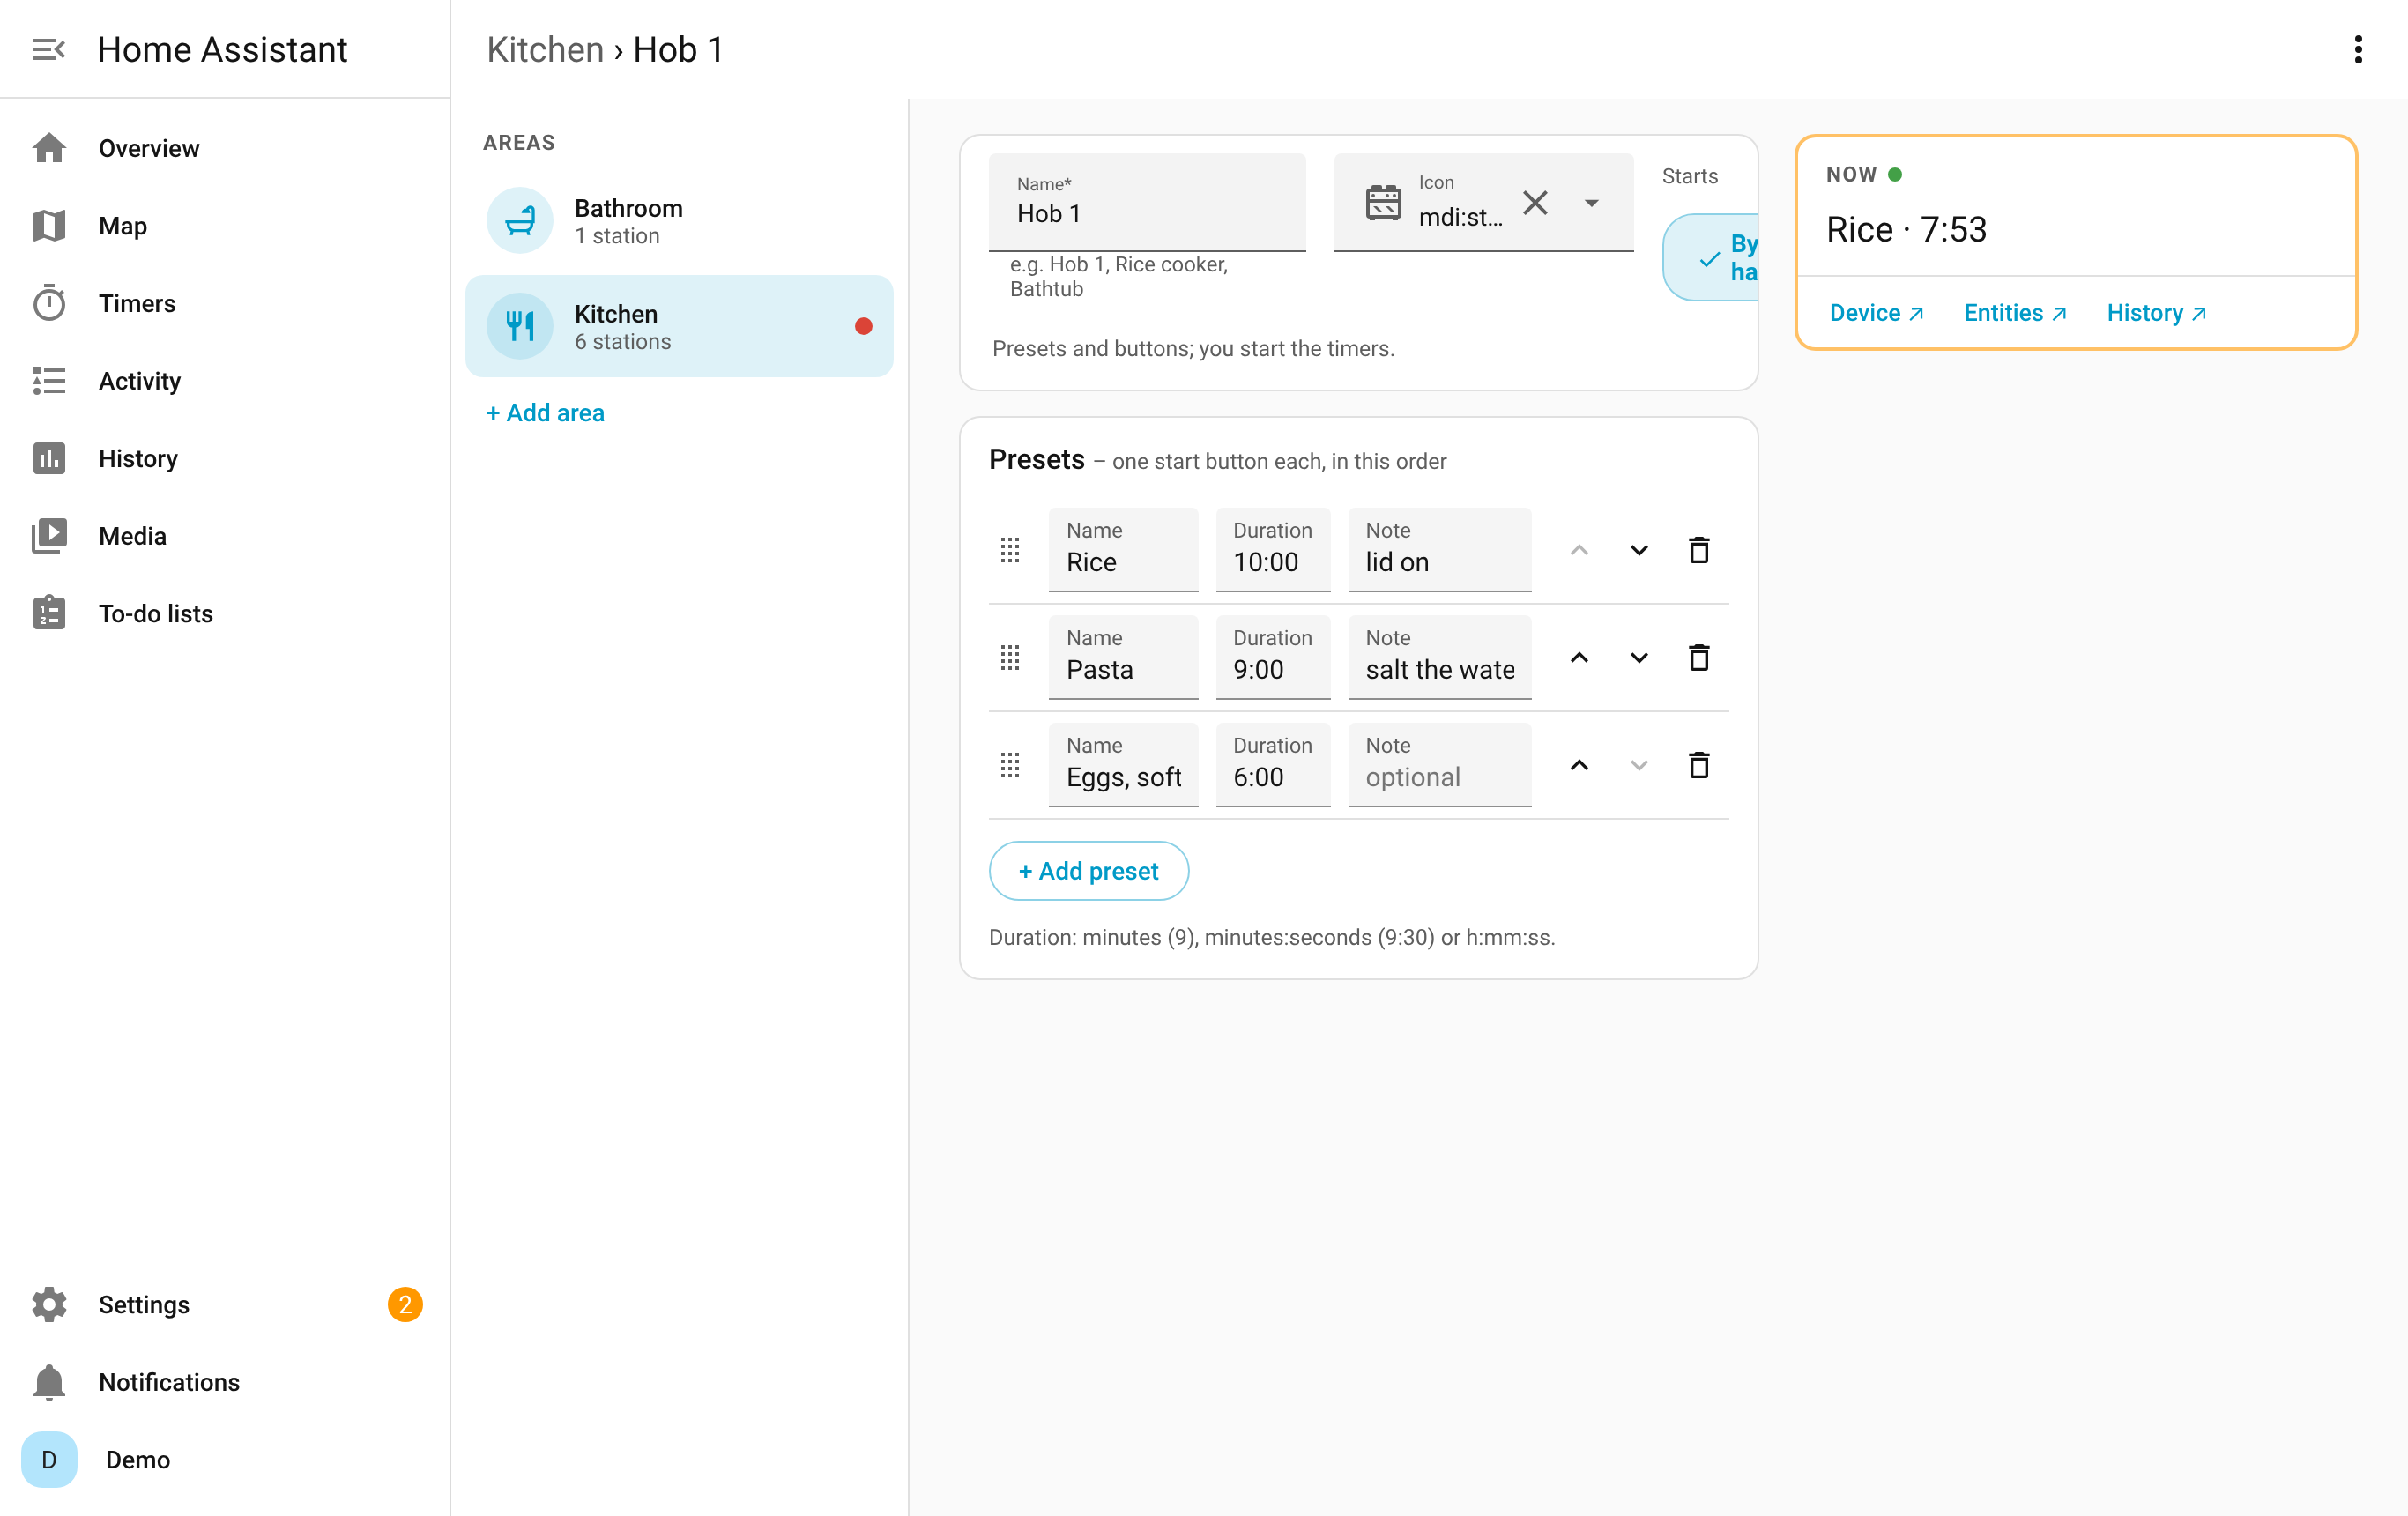 Home Assistant
Overview
Map
Timers
Activity
History
Media
To-do lists
Settings
2
Notifications
D
Demo
Kitchen › Hob 1
AREAS
Bathroom
1 station
Kitchen
6 stations
+ Add area
Name*
Hob 1
e.g. Hob 1, Rice cooker,
Bathtub
Icon
mdi:st...
Starts
By
ha
Presets and buttons; you start the timers.
Presets – one start button each, in this order
Name
Rice
Duration
10:00
Note
lid on
Name
Pasta
Duration
9:00
Note
salt the wate
Name
Eggs, soft
Duration
6:00
Note
optional
+ Add preset
Duration: minutes (9), minutes:seconds (9:30) or h:mm:ss.
NOW
Rice · 7:53
Device Entities History